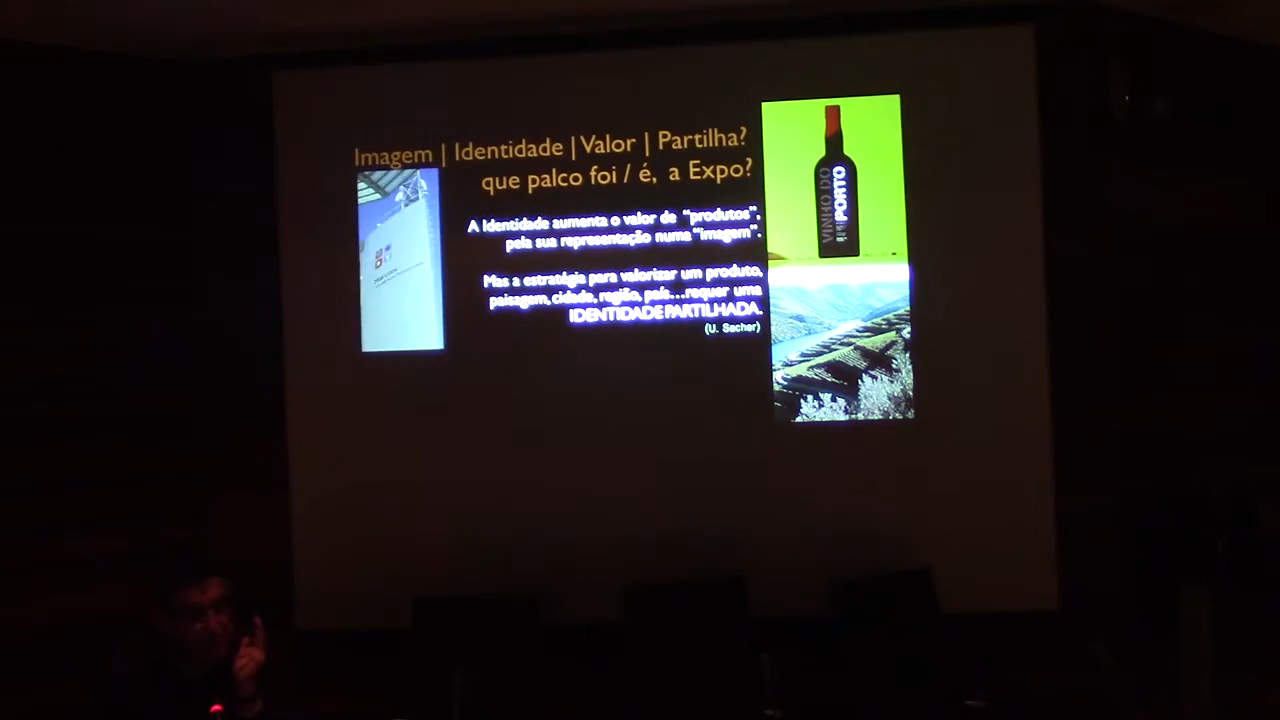 Imagem | Identidade | Valor | Partilha?
que palco foi / é, a Expo?
A Identidade aumenta o valor de "produtos",
pela sua representação numa "imagem".
Mas a estratégia para valorizar um produto,
paisagem, cidade, região, país...requer uma
IDENTIDADE PARTILHADA.
(U. Sacher)
VINHO DO
PORTO